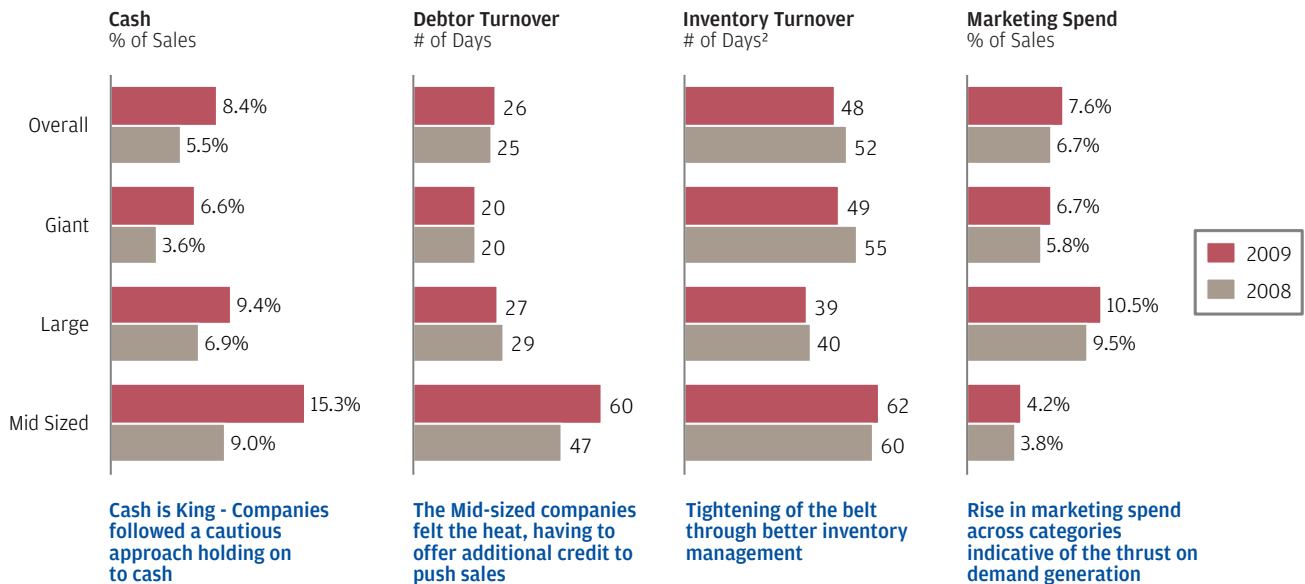 Cash
% of Sales
Debtor Turnover
# of Days
Inventory Turnover
# of Days²
Marketing Spend
% of Sales
Overall
8.4%
5.5%
26
25
48
52
7.6%
6.7%
Giant
6.6%
3.6%
20
20
49
55
6.7%
5.8%
2009
2008
Large
9.4%
6.9%
27
29
39
40
10.5%
9.5%
Mid Sized
15.3%
9.0%
60
47
62
60
4.2%
3.8%
Cash is King - Companies
followed a cautious
approach holding on
to cash
The Mid-sized companies
felt the heat, having to
offer additional credit to
push sales
Tightening of the belt
through better inventory
management
Rise in marketing spend
across categories
indicative of the thrust on
demand generation